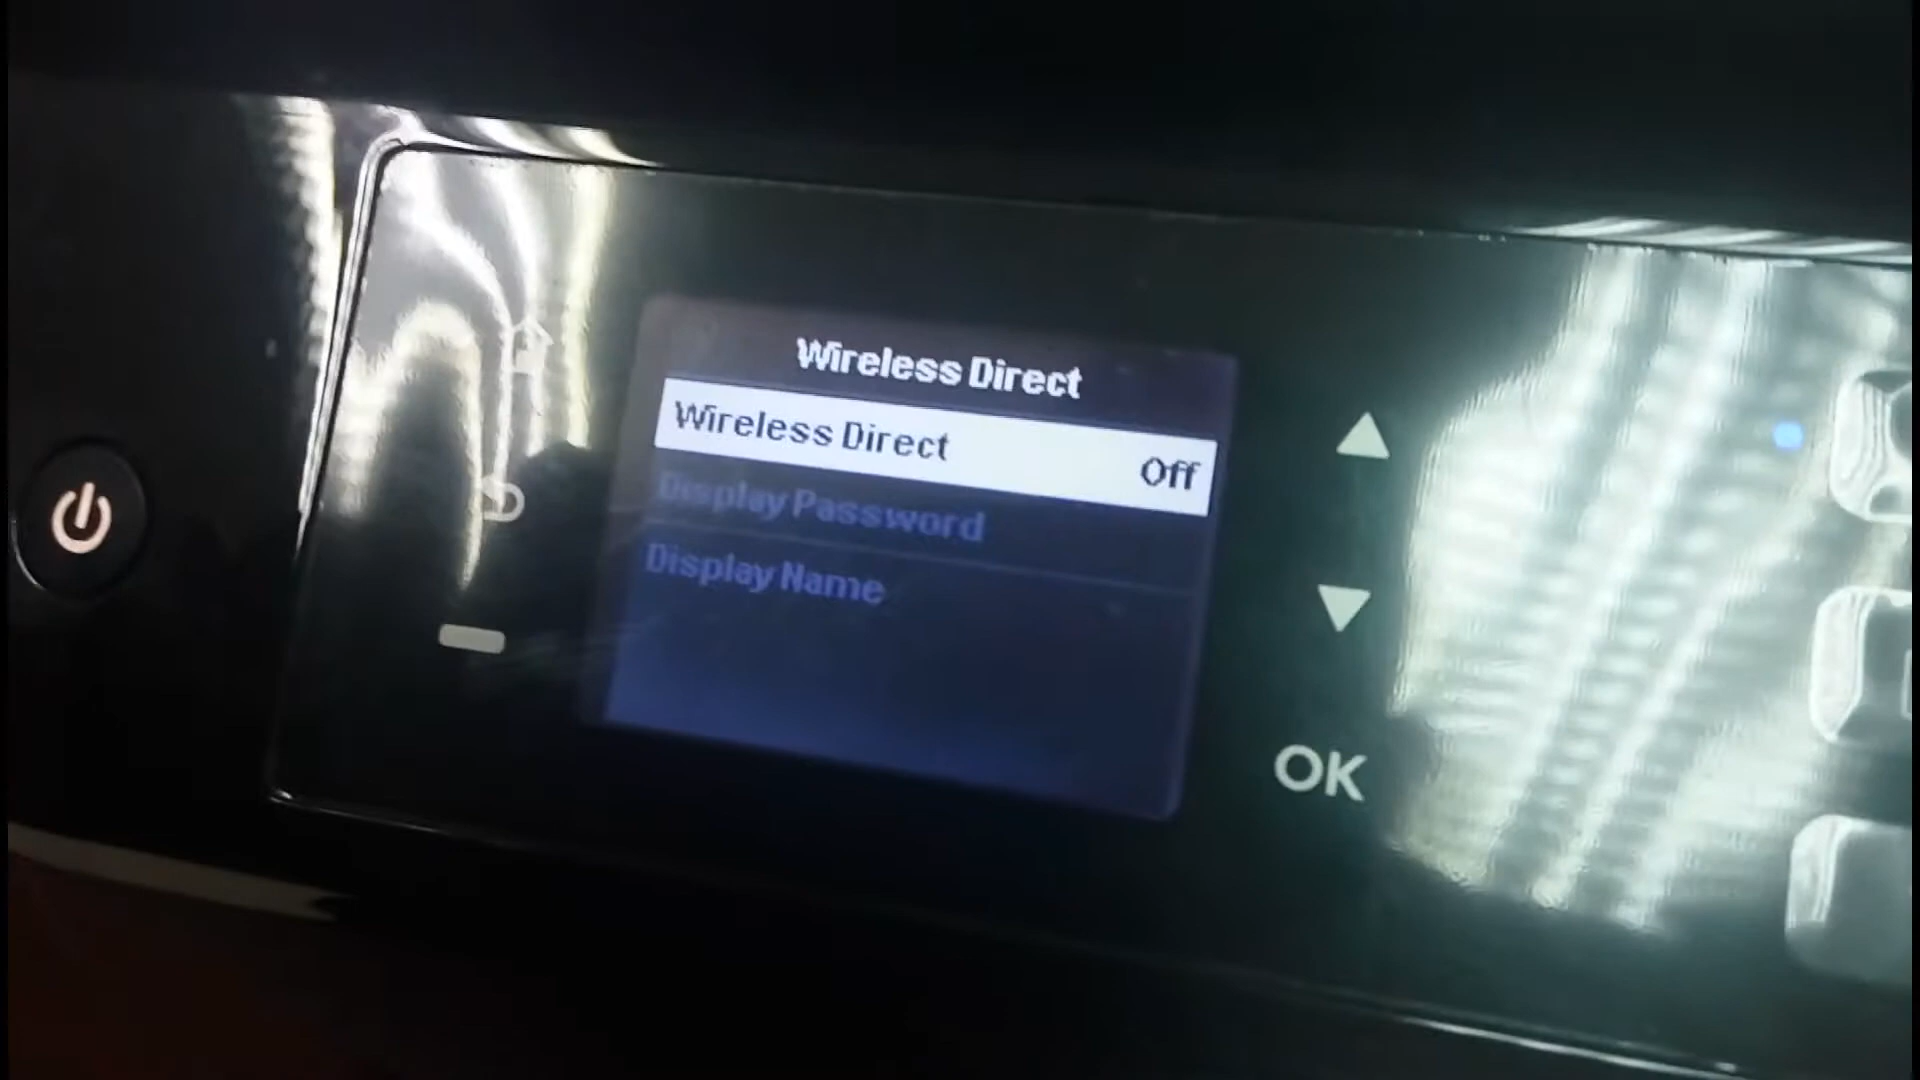 Wireless Direct
Wireless Direct Off
Display Password
Display Name
OK